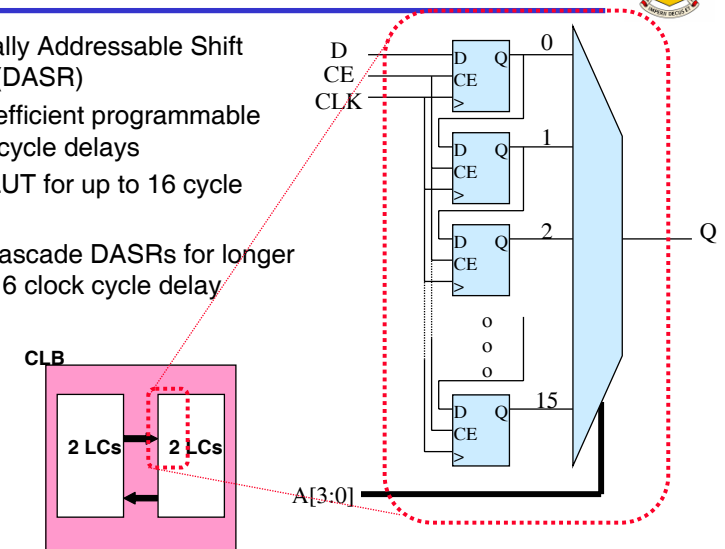 ally Addressable Shift
(DASR)
efficient programmable
cycle delays
LUT for up to 16 cycle
ascade DASRs for longer
6 clock cycle delay
CLB
2 LCs
2 LCs
D
CE
CLK
D Q
CE
>
0
D Q
CE
>
1
D Q
CE
>
2
o
o
o
D Q
CE
>
15
A[3:0]
Q